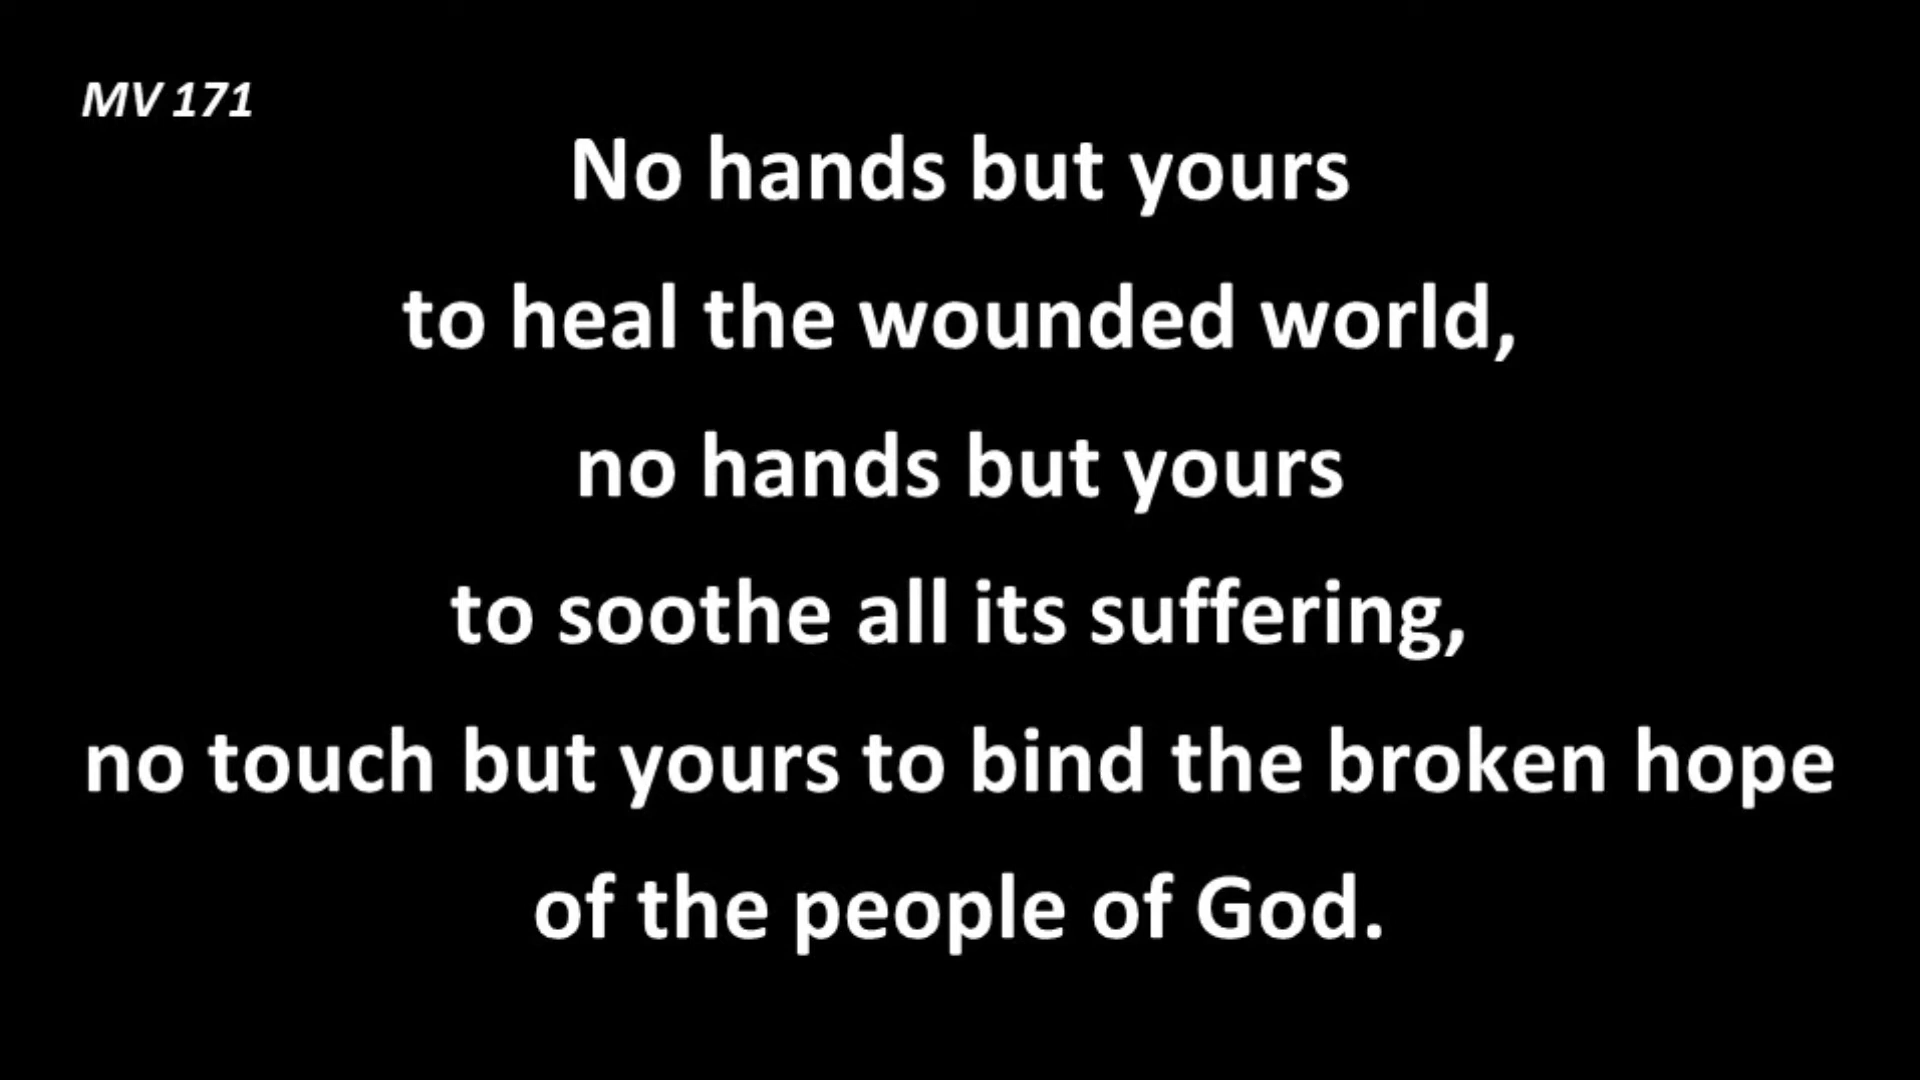 MV 171
No hands but yours
to heal the wounded world,
no hands but yours
to soothe all its suffering,
no touch but yours to bind the broken hope
of the people of God.